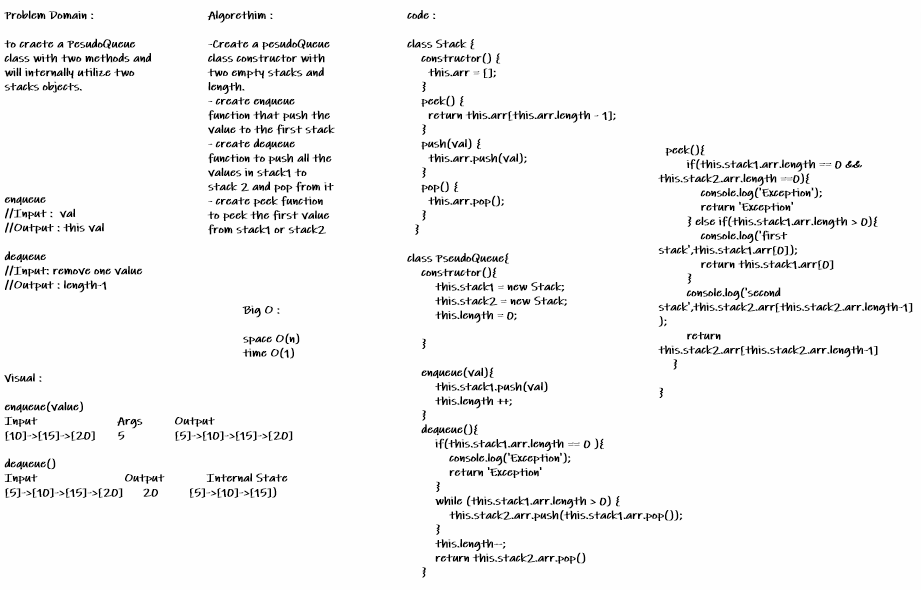 Problem Domain :
to craete a PesudoQueue
class with two methods and
will internally utilize two
stacks objects.
enqueue
//Input : val
//Output : this val
dequeue
//Input: remove one value
//Output : length-1
Algorethim :
-Create a pesudoQueue
class constructor with
two empty stacks and
length.
- create enqueue
function that push the
value to the first stack
- create dequeue
function to push all the
values in stack1 to
stack 2 and pop from it
- create peek function
to peek the first value
from stack1 or stack2
Big O :
space O(n)
time O(1)
Visual :
enqueue(value)
Input Args Output
[10]->[15]->[20] 5 [5]->[10]->[15]->[20]
dequeue()
Input Output Internal State
[5]->[10]->[15]->[20] 20 [5]->[10]->[15])
code :
class Stack {
constructor() {
this.arr = [];
}
peek() {
return this.arr[this.arr.length - 1];
}
push(val) {
this.arr.push(val);
}
pop() {
this.arr.pop();
}
}
class PseudoQueue{
constructor(){
this.stack1 = new Stack;
this.stack2 = new Stack;
this.length = 0;
}
enqueue(val){
this.stack1.push(val)
this.length ++;
}
dequeue(){
if(this.stack1.arr.length == 0 ){
console.log('Exception');
return 'Exception'
}
while (this.stack1.arr.length > 0) {
this.stack2.arr.push(this.stack1.arr.pop());
}
this.length--;
return this.stack2.arr.pop()
}
peek(){
if(this.stack1.arr.length == 0 &&
this.stack2.arr.length ==0){
console.log('Exception');
return 'Exception'
} else if(this.stack1.arr.length > 0){
console.log('first
stack',this.stack1.arr[0]);
return this.stack1.arr[0]
}
console.log('second
stack',this.stack2.arr[this.stack2.arr.length-1]
);
return
this.stack2.arr[this.stack2.arr.length-1]
}
}